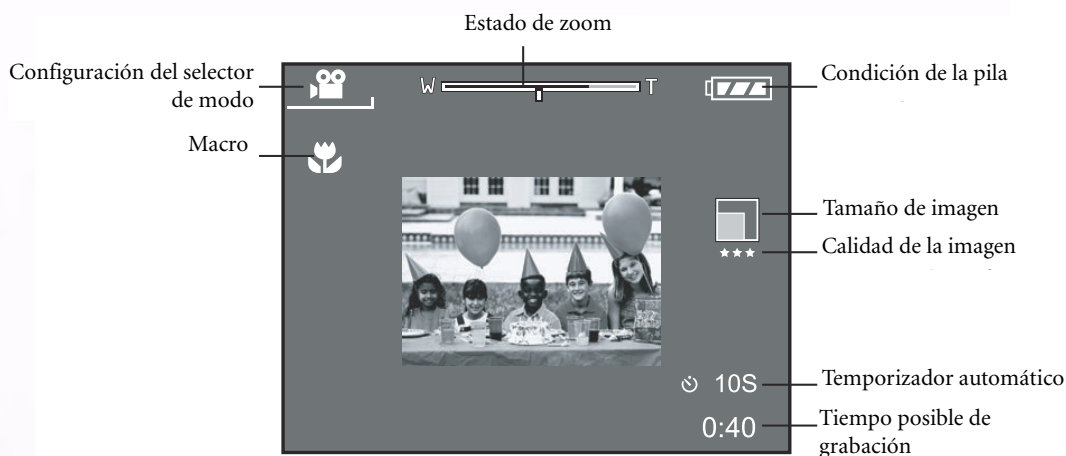 Estado de zoom
Configuración del selector
de modo
W T
Condición de la pila
Macro
Tamaño de imagen
Calidad de la imagen
10S
Temporizador automático
0:40
Tiempo posible de
grabación